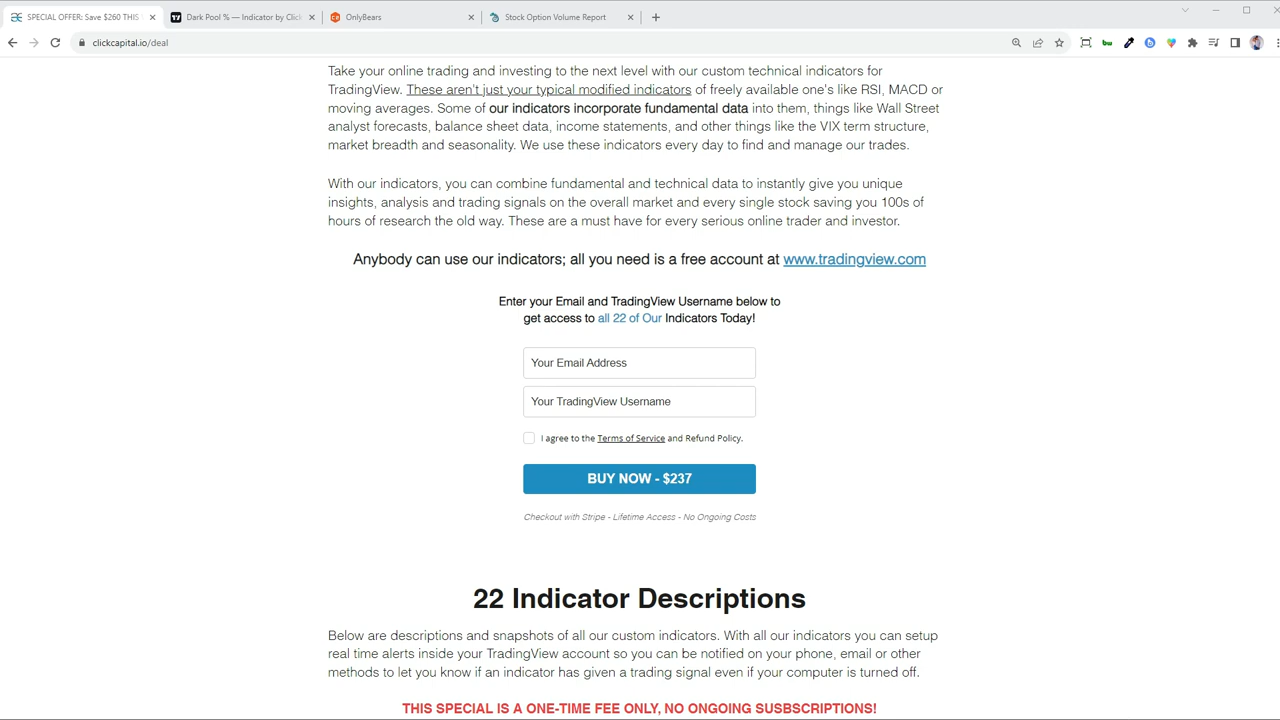 SPECIAL OFFER: Save $260 THIS
Dark Pool % — Indicator by Click
OnlyBears
Stock Option Volume Report
clickcapital.io/deal
Take your online trading and investing to the next level with our custom technical indicators for
TradingView. These aren't just your typical modified indicators of freely available one's like RSI, MACD or
moving averages. Some of our indicators incorporate fundamental data into them, things like Wall Street
analyst forecasts, balance sheet data, income statements, and other things like the VIX term structure,
market breadth and seasonality. We use these indicators every day to find and manage our trades.
With our indicators, you can combine fundamental and technical data to instantly give you unique
insights, analysis and trading signals on the overall market and every single stock saving you 100s of
hours of research the old way. These are a must have for every serious online trader and investor.
Anybody can use our indicators; all you need is a free account at www.tradingview.com
Enter your Email and TradingView Username below to
get access to all 22 of Our Indicators Today!
Your Email Address
Your TradingView Username
I agree to the Terms of Service and Refund Policy.
BUY NOW - $237
Checkout with Stripe - Lifetime Access - No Ongoing Costs
22 Indicator Descriptions
Below are descriptions and snapshots of all our custom indicators. With all our indicators you can setup
real time alerts inside your TradingView account so you can be notified on your phone, email or other
methods to let you know if an indicator has given a trading signal even if your computer is turned off.
THIS SPECIAL IS A ONE-TIME FEE ONLY, NO ONGOING SUSBSCRIPTIONS!